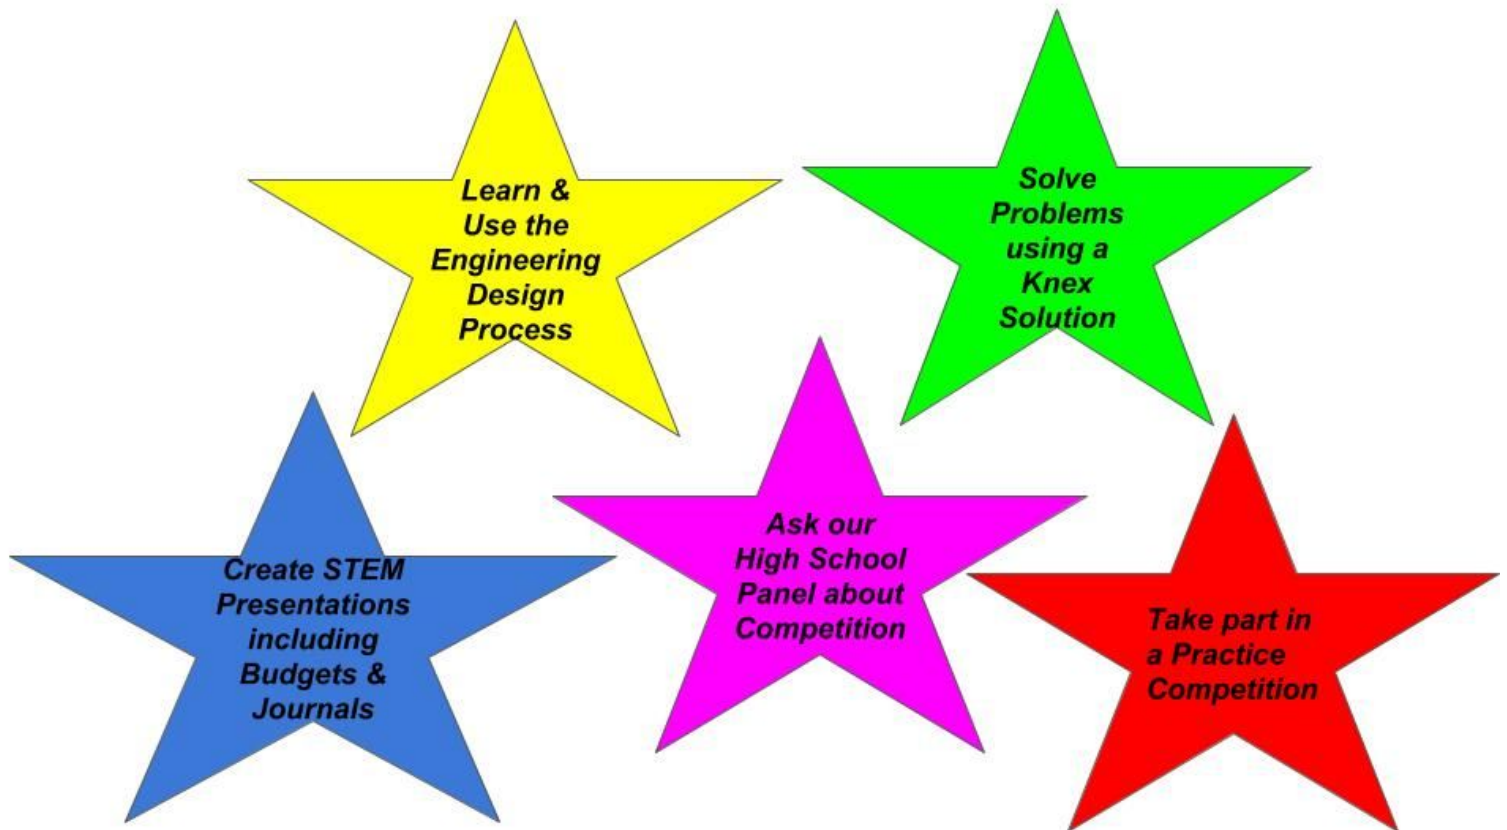 Learn &
Use the
Engineering
Design
Process
Solve
Problems
using a
Knex
Solution
Create STEM
Presentations
including
Budgets &
Journals
Ask our
High School
Panel about
Competition
Take part in
a Practice
Competition